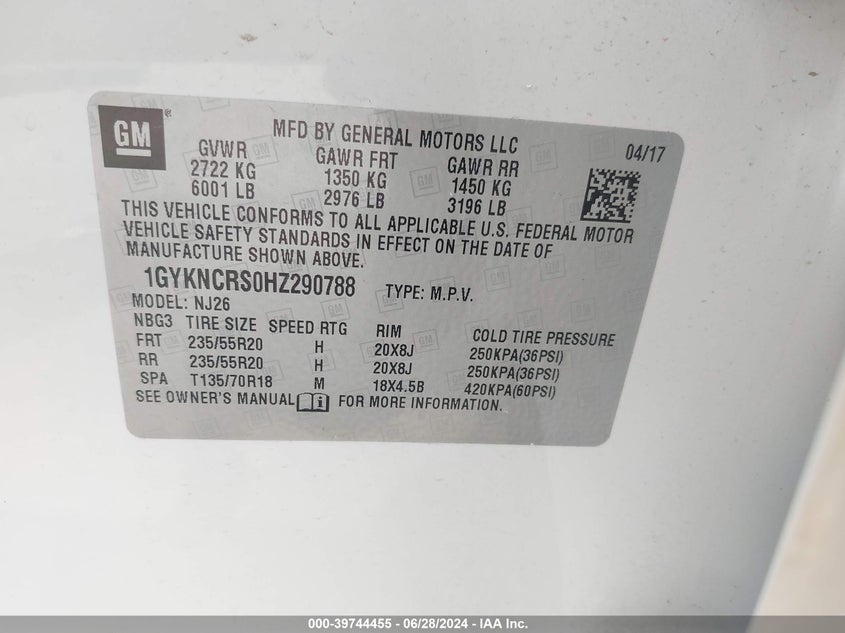 GM ®
MFD BY GENERAL MOTORS LLC
04/17
GVWR GAWR FRT GAWR RR
2722 KG 1350 KG 1450 KG
6001 LB 2976 LB 3196 LB
THIS VEHICLE CONFORMS TO ALL APPLICABLE U.S. FEDERAL MOTOR
VEHICLE SAFETY STANDARDS IN EFFECT ON THE DATE OF
MANUFACTURE SHOWN ABOVE.
1GYKNCRS0HZ290788 TYPE: M.P.V.
MODEL: NJ26
NBG3 TIRE SIZE SPEED RTG RIM COLD TIRE PRESSURE
FRT 235/55R20 H 20X8J 250KPA(36PSI)
RR 235/55R20 H 20X8J 250KPA(36PSI)
SPA T135/70R18 M 18X4.5B 420KPA(60PSI)
SEE OWNER'S MANUAL i FOR MORE INFORMATION.
000-39744455 - 06/28/2024 - IAA Inc.